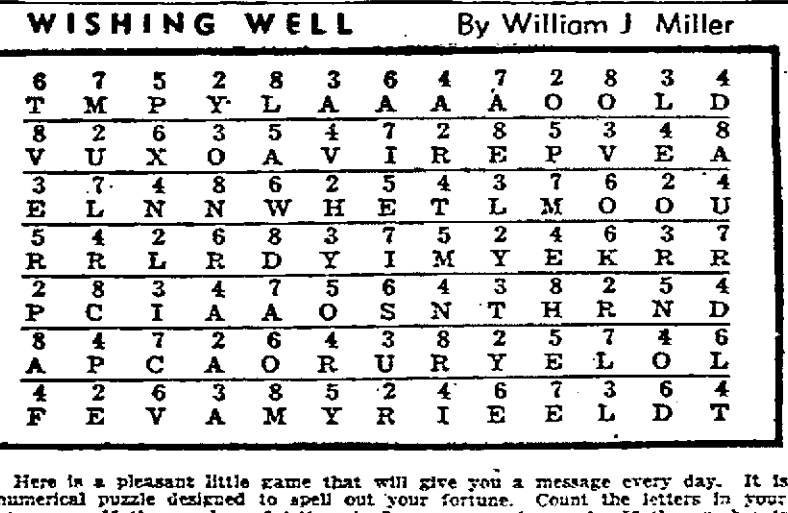 WISHING WELL By William J Miller
6 7 5 2 8 3 6 4 7 2 8 3 4
T M P Y L A A A A O O L D
8 2 6 3 5 4 7 2 8 5 3 4 8
V U X O A V I R E P V E A
3 7 4 8 6 2 5 4 3 7 6 2 4
E L N N W H E T L M O O U
5 4 2 6 8 3 7 5 2 4 6 3 7
R R L R D Y I M Y E K R R
2 8 3 4 7 5 6 4 3 8 2 5 4
P C I A A O S N T H R N D
8 4 7 2 6 4 3 8 2 5 7 4 6
A P C A O R U R Y E L O L
4 2 6 3 8 5 2 4 6 7 3 6 4
F E V A M Y R I E E L D T
Here is a pleasant little game that will give you a message every day. It is
numerical puzzle designed to spell out your fortune. Count the letters in your